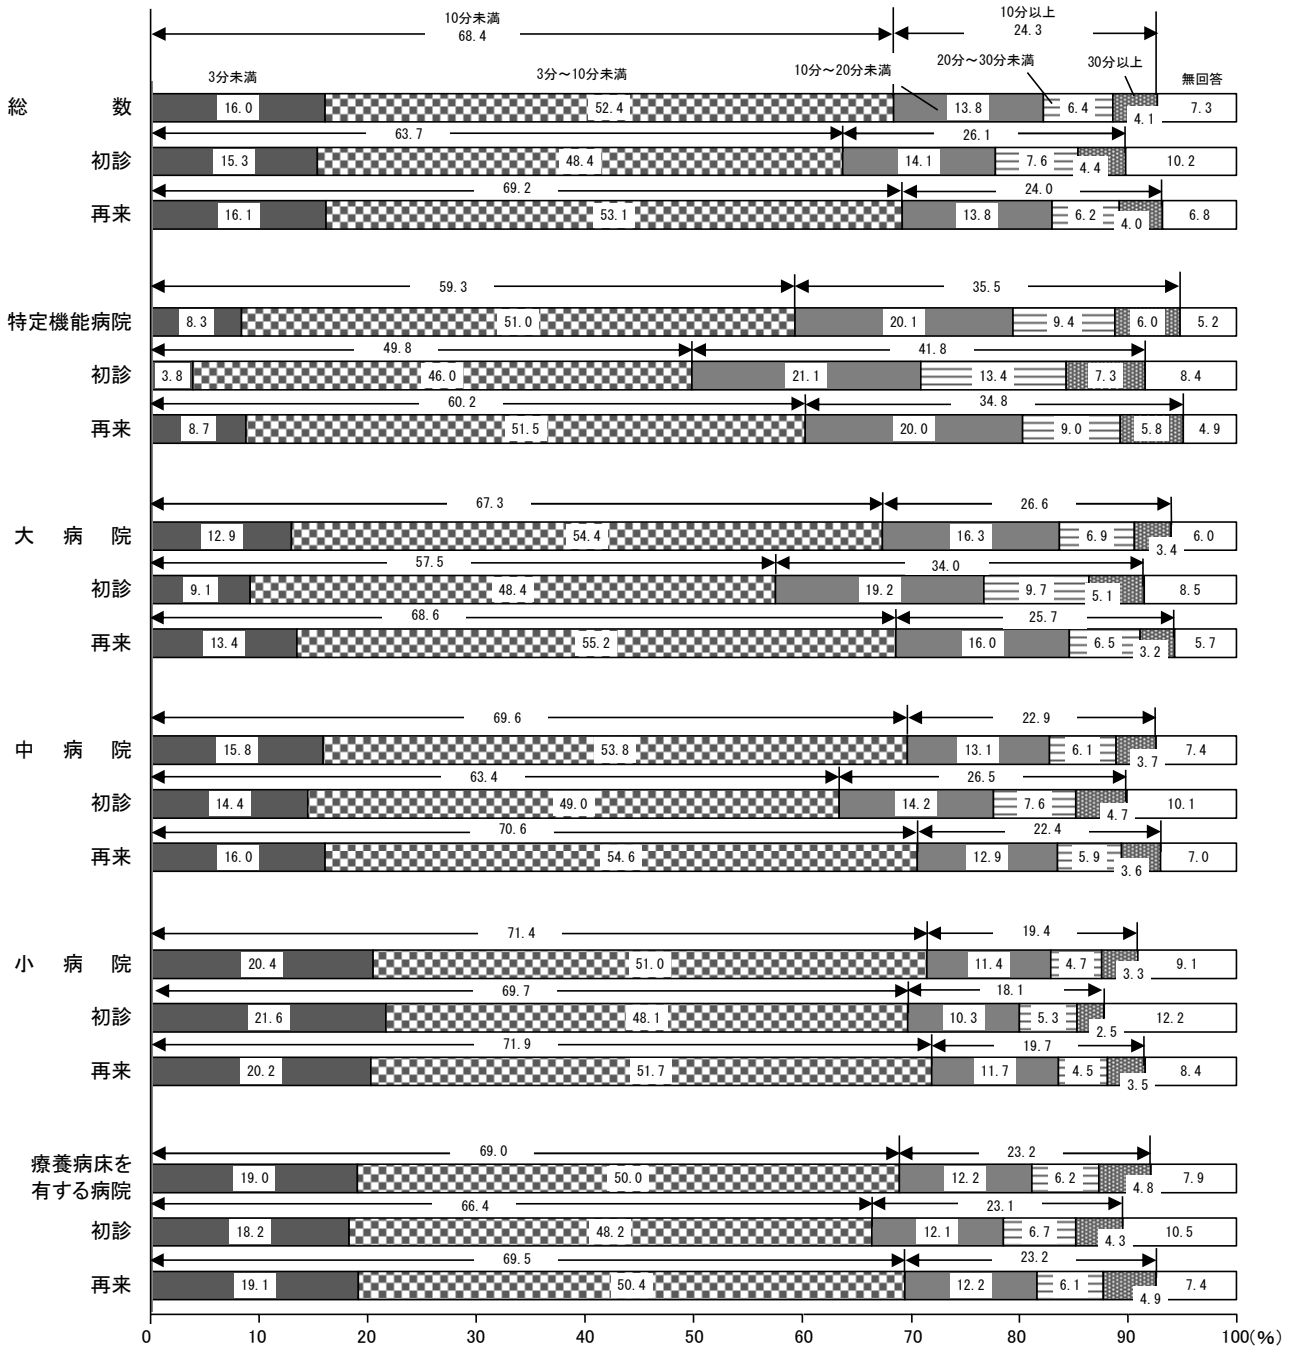 10分未満
68.4
10分以上
24.3
3分未満
3分～10分未満
10分～20分未満
20分～30分未満
30分以上
無回答
総数
16.0 52.4 13.8 6.4 4.1 7.3
63.7 26.1
初診
15.3 48.4 14.1 7.6 4.4 10.2
69.2 24.0
再来
16.1 53.1 13.8 6.2 4.0 6.8
59.3 35.5
特定機能病院
8.3 51.0 20.1 9.4 6.0 5.2
49.8 41.8
初診
3.8 46.0 21.1 13.4 7.3 8.4
60.2 34.8
再来
8.7 51.5 20.0 9.0 5.8 4.9
67.3 26.6
大病院
12.9 54.4 16.3 6.9 3.4 6.0
57.5 34.0
初診
9.1 48.4 19.2 9.7 5.1 8.5
68.6 25.7
再来
13.4 55.2 16.0 6.5 3.2 5.7
69.6 22.9
中病院
15.8 53.8 13.1 6.1 3.7 7.4
63.4 26.5
初診
14.4 49.0 14.2 7.6 4.7 10.1
70.6 22.4
再来
16.0 54.6 12.9 5.9 3.6 7.0
71.4 19.4
小病院
20.4 51.0 11.4 4.7 3.3 9.1
69.7 18.1
初診
21.6 48.1 10.3 5.3 2.5 12.2
71.9 19.7
再来
20.2 51.7 11.7 4.5 3.5 8.4
69.0 23.2
療養病床を
有する病院
19.0 50.0 12.2 6.2 4.8 7.9
66.4 23.1
初診
18.2 48.2 12.1 6.7 4.3 10.5
69.5 23.2
再来
19.1 50.4 12.2 6.1 4.9 7.4
0 10 20 30 40 50 60 70 80 90 100(%)